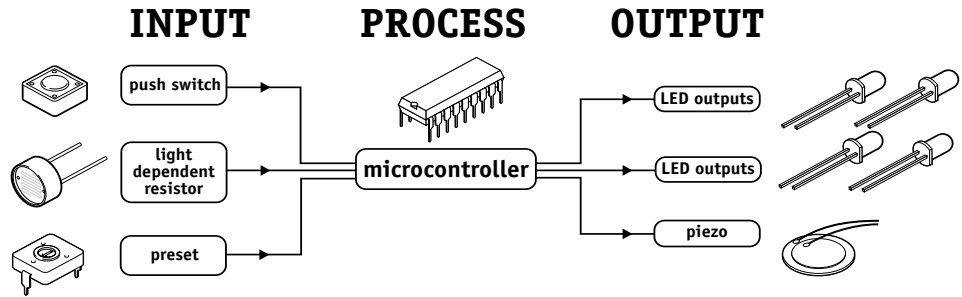 INPUT PROCESS OUTPUT
push switch
light
dependent
resistor
preset
microcontroller
LED outputs
LED outputs
piezo